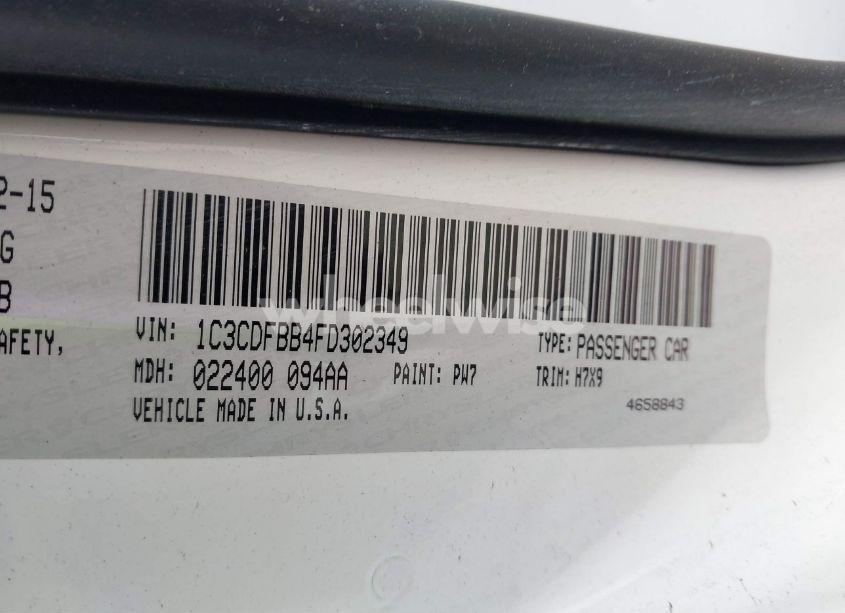 2-15
G
B
AFETY,
wheelwise
VIN: 1C3CDFBB4FD302349 TYPE: PASSENGER CAR
MDH: 022400 094AA PAINT: PW7 TRIM: H7X9
VEHICLE MADE IN U.S.A. 4658843